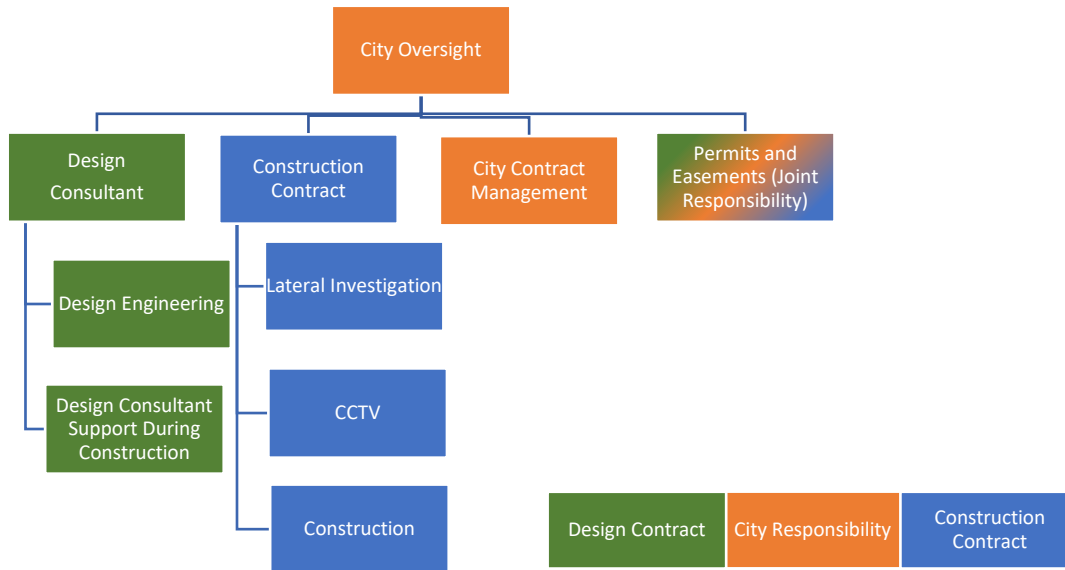 City Oversight
Design
Consultant
Construction
Contract
City Contract
Management
Permits and
Easements (Joint
Responsibility)
Design Engineering
Design Consultant
Support During
Construction
Lateral Investigation
CCTV
Construction
Design Contract
City Responsibility
Construction
Contract